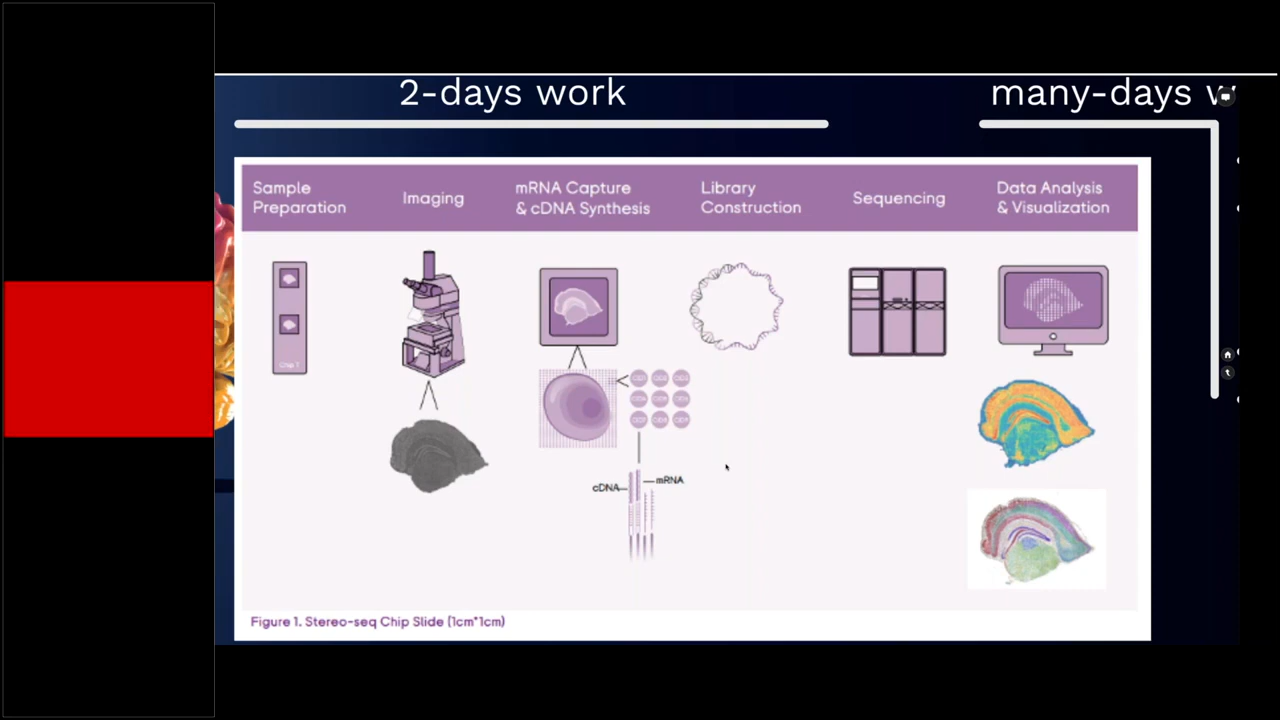 2-days work
many-days w
Sample
Preparation
Imaging
mRNA Capture
& cDNA Synthesis
Library
Construction
Sequencing
Data Analysis
& Visualization
Chip T
cDNA
mRNA
Figure 1. Stereo-seq Chip Slide (1cm*1cm)